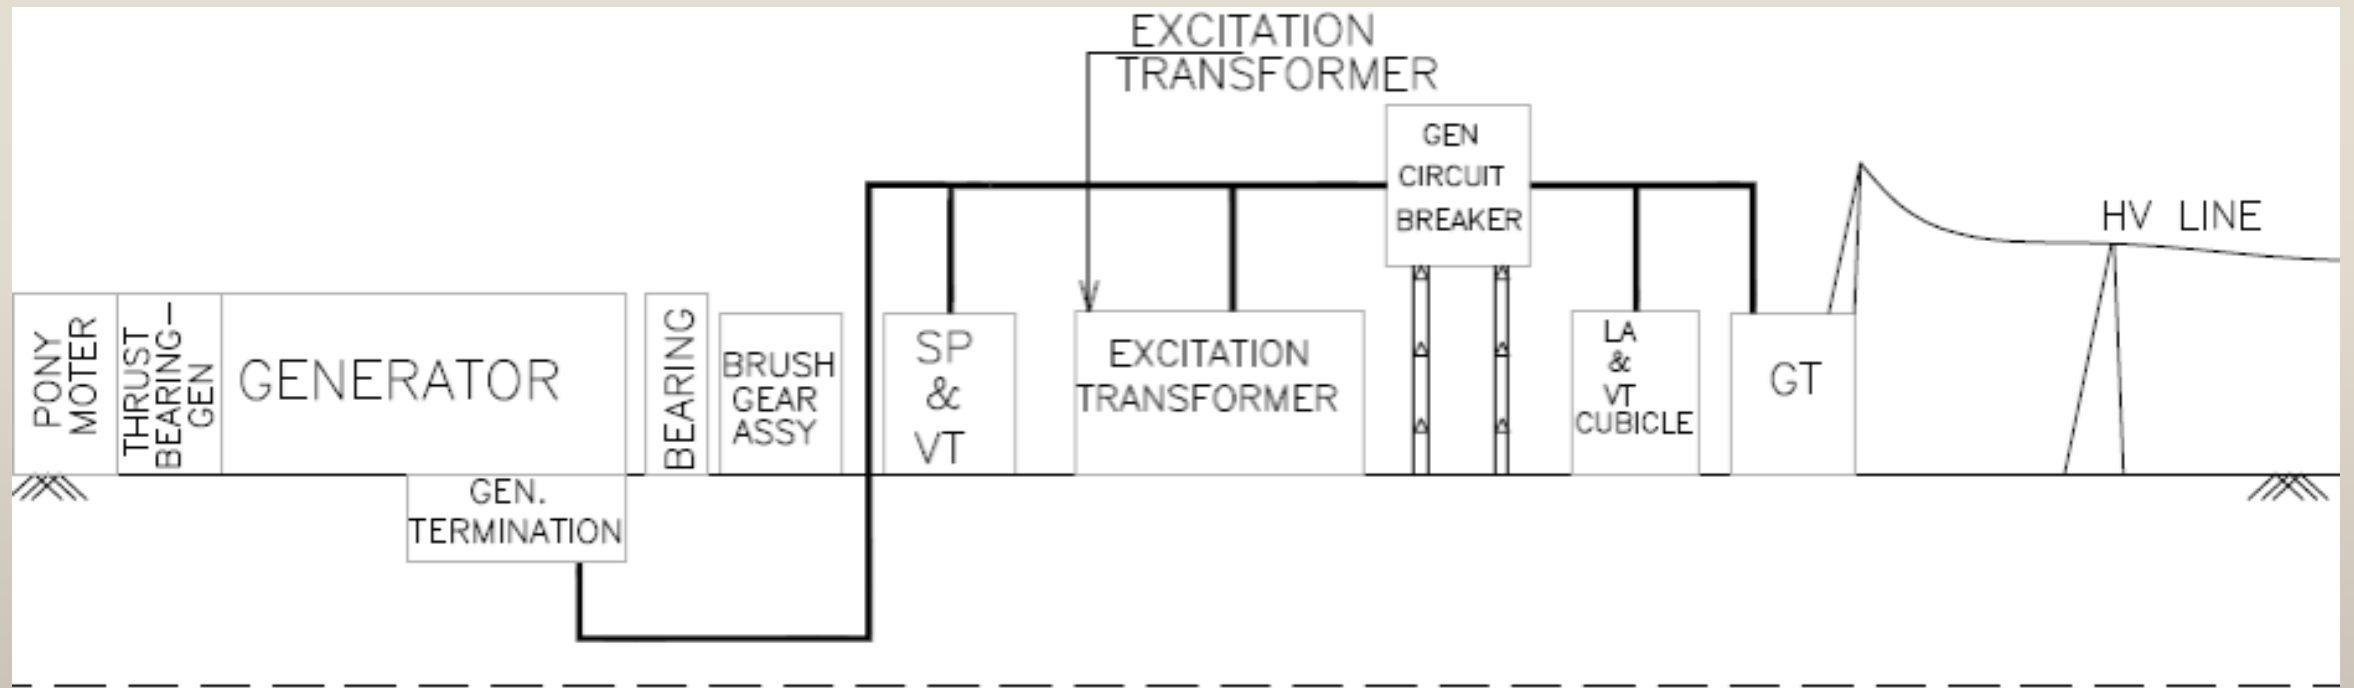 EXCITATION
TRANSFORMER
GEN
CIRCUIT
BREAKER
HV LINE
PONY
MOTER
THRUST
BEARING-
GEN
GENERATOR
BEARING
BRUSH
GEAR
ASSY
SP
&
VT
EXCITATION
TRANSFORMER
LA
&
VT
CUBICLE
GT
GEN.
TERMINATION